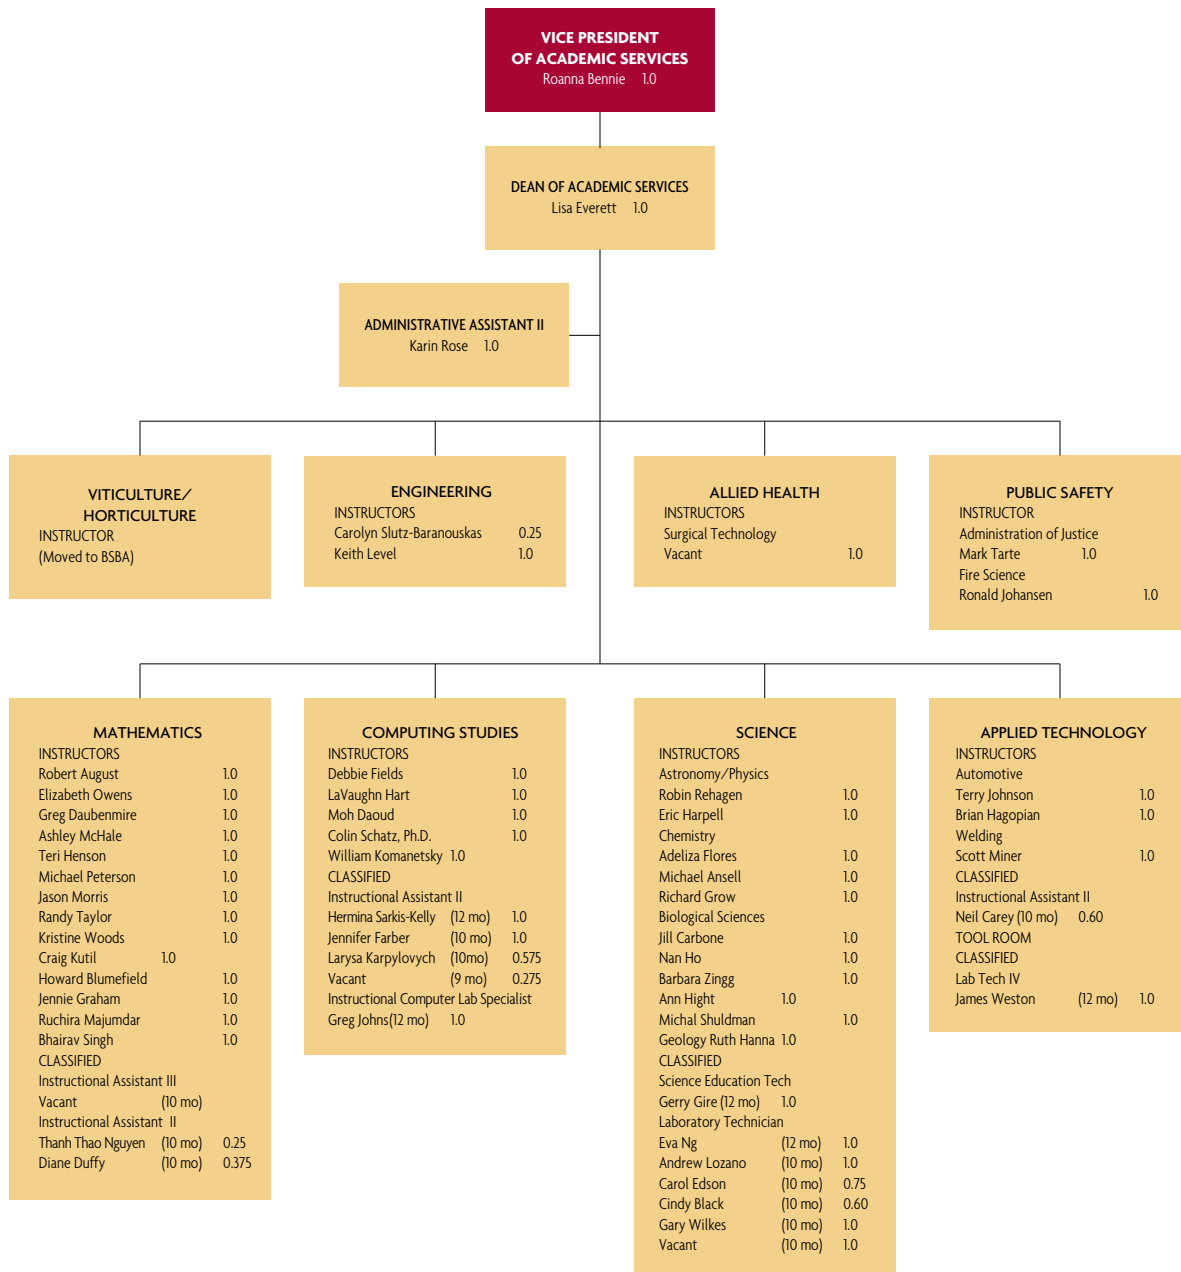 VICE PRESIDENT
OF ACADEMIC SERVICES
Roanna Bennie 1.0
DEAN OF ACADEMIC SERVICES
Lisa Everett 1.0
ADMINISTRATIVE ASSISTANT II
Karin Rose 1.0
VITICULTURE/
HORTICULTURE
INSTRUCTOR
(Moved to BSBA)
ENGINEERING
INSTRUCTORS
Carolyn Slutz-Baranouskas 0.25
Keith Level 1.0
ALLIED HEALTH
INSTRUCTORS
Surgical Technology
Vacant 1.0
PUBLIC SAFETY
INSTRUCTOR
Administration of Justice
Mark Tarte 1.0
Fire Science
Ronald Johansen 1.0
MATHEMATICS
INSTRUCTORS
Robert August 1.0
Elizabeth Owens 1.0
Greg Daubenmire 1.0
Ashley McHale 1.0
Teri Henson 1.0
Michael Peterson 1.0
Jason Morris 1.0
Randy Taylor 1.0
Kristine Woods 1.0
Craig Kutil 1.0
Howard Blumefield 1.0
Jennie Graham 1.0
Ruchira Majumdar 1.0
Bhairav Singh 1.0
CLASSIFIED
Instructional Assistant III
Vacant (10 mo)
Instructional Assistant II
Thanh Thao Nguyen (10 mo) 0.25
Diane Duffy (10 mo) 0.375
COMPUTING STUDIES
INSTRUCTORS
Debbie Fields 1.0
LaVaughn Hart 1.0
Moh Daoud 1.0
Colin Schatz, Ph.D. 1.0
William Komanetsky 1.0
CLASSIFIED
Instructional Assistant II
Hermina Sarkis-Kelly (12 mo) 1.0
Jennifer Farber (10 mo) 1.0
Larysa Karpylovych (10mo) 0.575
Vacant (9 mo) 0.275
Instructional Computer Lab Specialist
Greg Johns(12 mo) 1.0
SCIENCE
INSTRUCTORS
Astronomy/Physics
Robin Rehagen 1.0
Eric Harpell 1.0
Chemistry
Adeliza Flores 1.0
Michael Ansell 1.0
Richard Grow 1.0
Biological Sciences
Jill Carbone 1.0
Nan Ho 1.0
Barbara Zingg 1.0
Ann Hight 1.0
Michal Shuldman 1.0
Geology Ruth Hanna 1.0
CLASSIFIED
Science Education Tech
Gerry Gire (12 mo) 1.0
Laboratory Technician
Eva Ng (12 mo) 1.0
Andrew Lozano (10 mo) 1.0
Carol Edson (10 mo) 0.75
Cindy Black (10 mo) 0.60
Gary Wilkes (10 mo) 1.0
Vacant (10 mo) 1.0
APPLIED TECHNOLOGY
INSTRUCTORS
Automotive
Terry Johnson 1.0
Brian Hagopian 1.0
Welding
Scott Miner 1.0
CLASSIFIED
Instructional Assistant II
Neil Carey (10 mo) 0.60
TOOL ROOM
CLASSIFIED
Lab Tech IV
James Weston (12 mo) 1.0